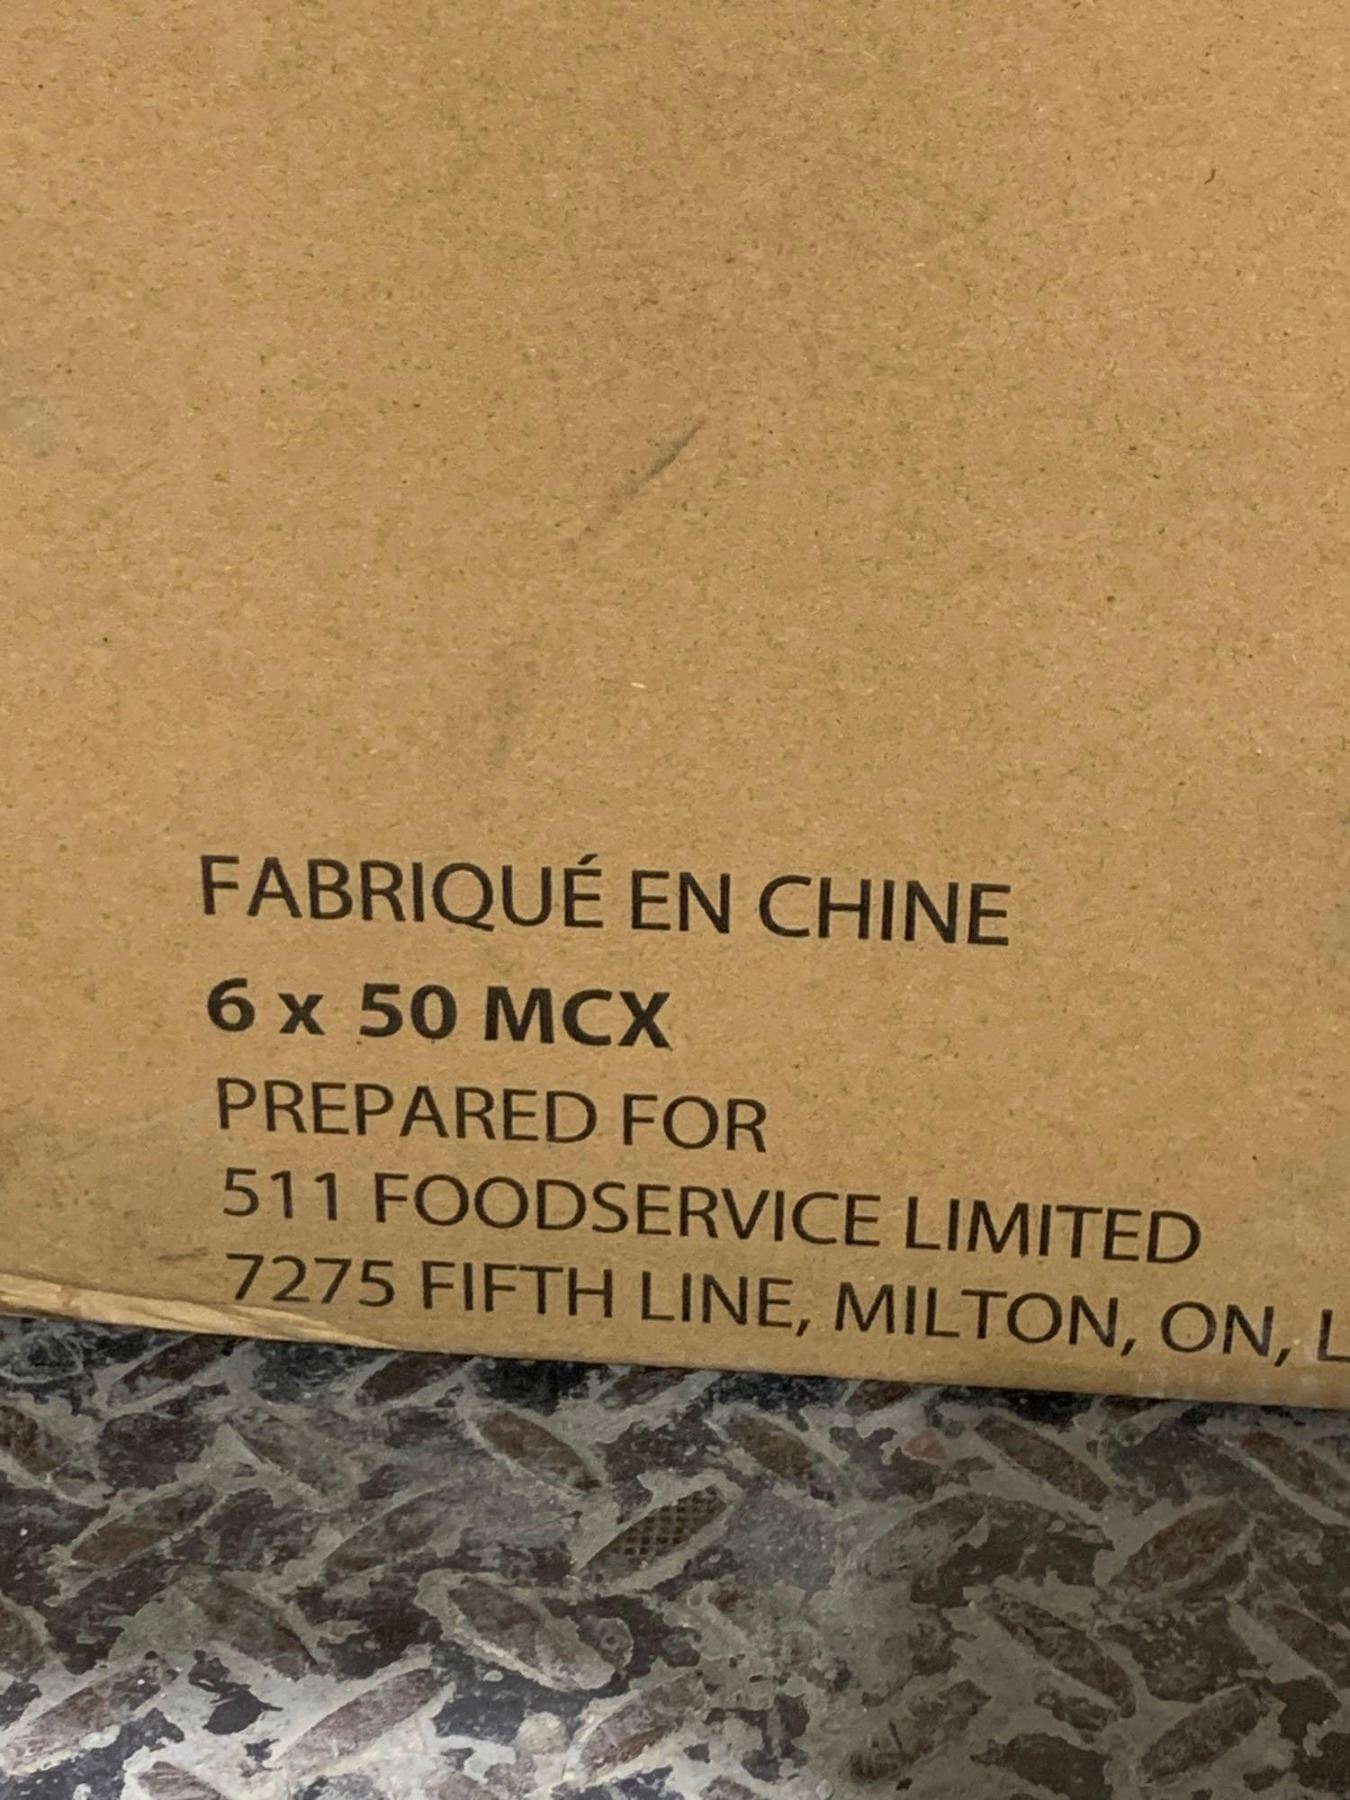 FABRIQUÉ EN CHINE
6 x 50 MCX
PREPARED FOR
511 FOODSERVICE LIMITED
7275 FIFTH LINE, MILTON, ON, L